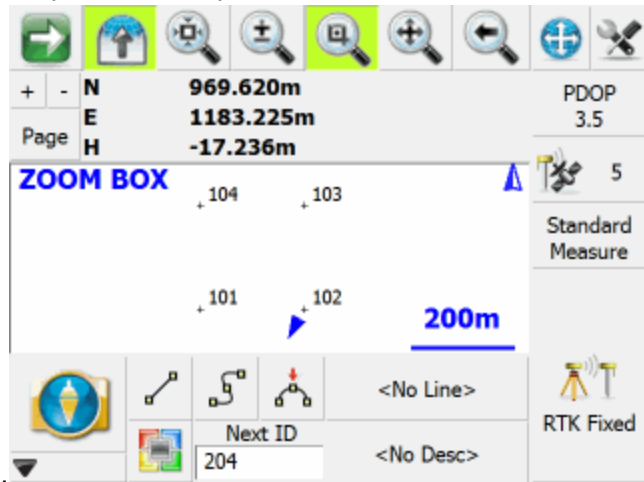 + - N 969.620m
E 1183.225m
Page
H -17.236m
PDOP
3.5
5
Standard
Measure
RTK Fixed
ZOOM BOX
104 103
101 102
200m
<No Line>
Next ID
204
<No Desc>